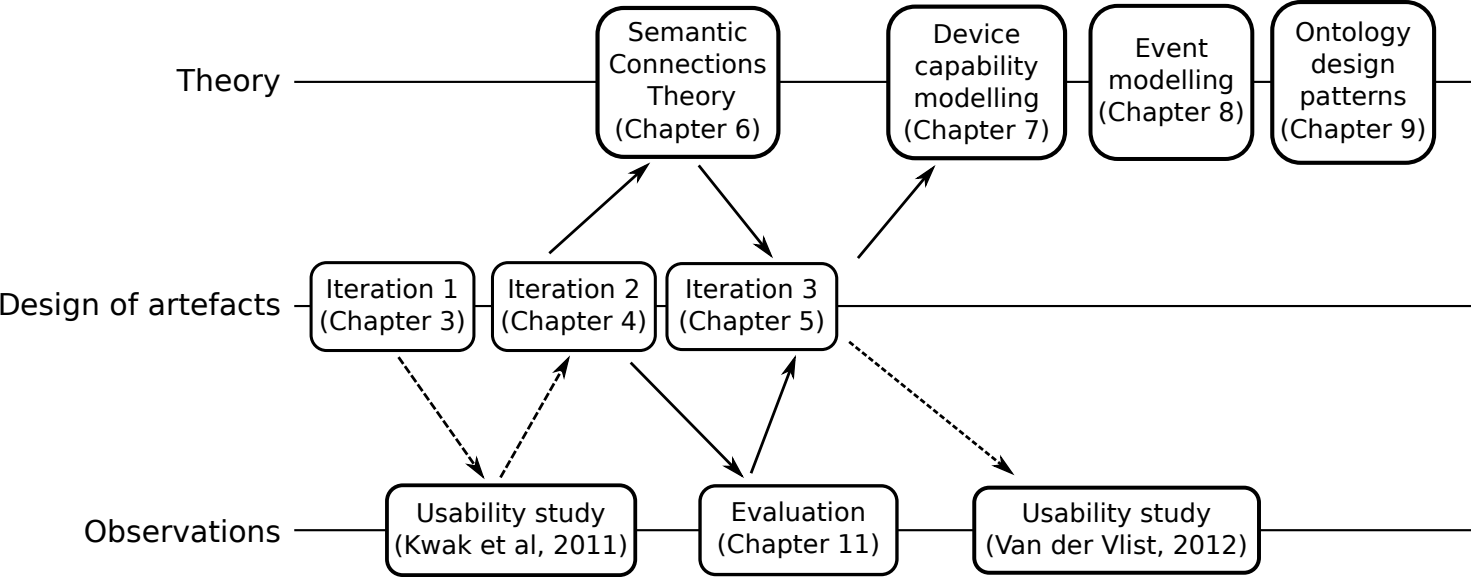 Theory
Semantic
Connections
Theory
(Chapter 6)
Device
capability
modelling
(Chapter 7)
Event
modelling
(Chapter 8)
Ontology
design
patterns
(Chapter 9)
Design of artefacts
Iteration 1
(Chapter 3)
Iteration 2
(Chapter 4)
Iteration 3
(Chapter 5)
Observations
Usability study
(Kwak et al, 2011)
Evaluation
(Chapter 11)
Usability study
(Van der Vlist, 2012)